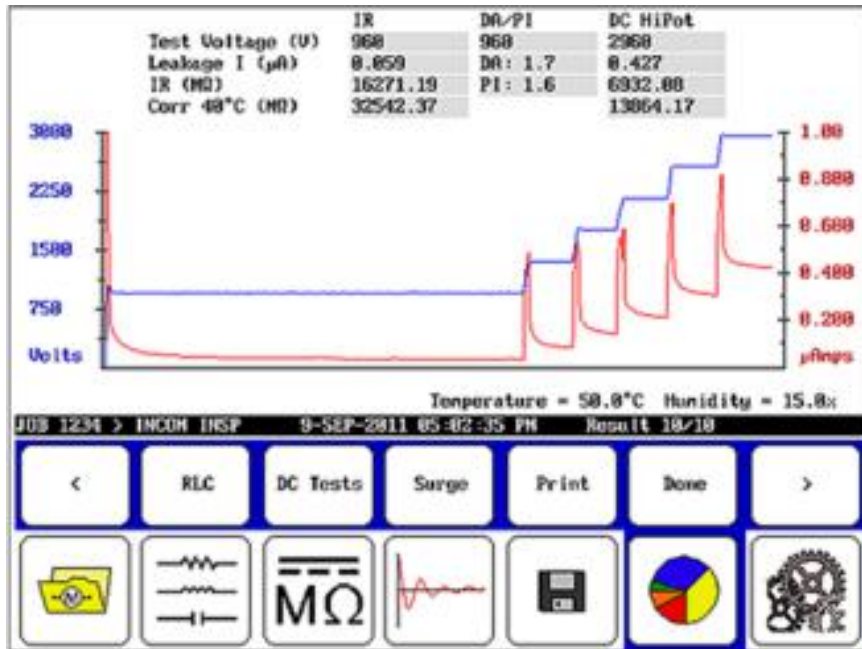 IR DA/PI DC HiPot
Test Voltage (V) 960 960 2960
Leakage I (µA) 0.059 DA: 1.7 0.427
IR (MΩ) 16271.19 PI: 1.6 6932.08
Corr 40°C (MΩ) 32542.37 13864.17
3000 1.00
2250 0.800
1500 0.600
750 0.400
0.200
Volts µAmps
Temperature = 50.0°C Humidity = 15.0%
JOB 1234 > INCOM INSP 9-SEP-2011 05:02:35 PM Result 10/10
< RLC DC Tests Surge Print Done >
M MΩ